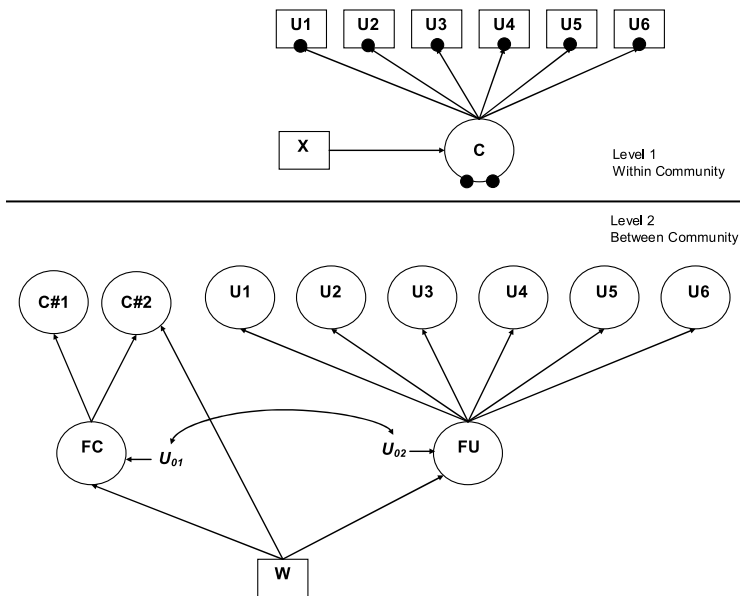 U1 U2 U3 U4 U5 U6
X
C
Level 1
Within Community
Level 2
Between Community
C#1 C#2 U1 U2 U3 U4 U5 U6
FC
U01
U02
FU
W